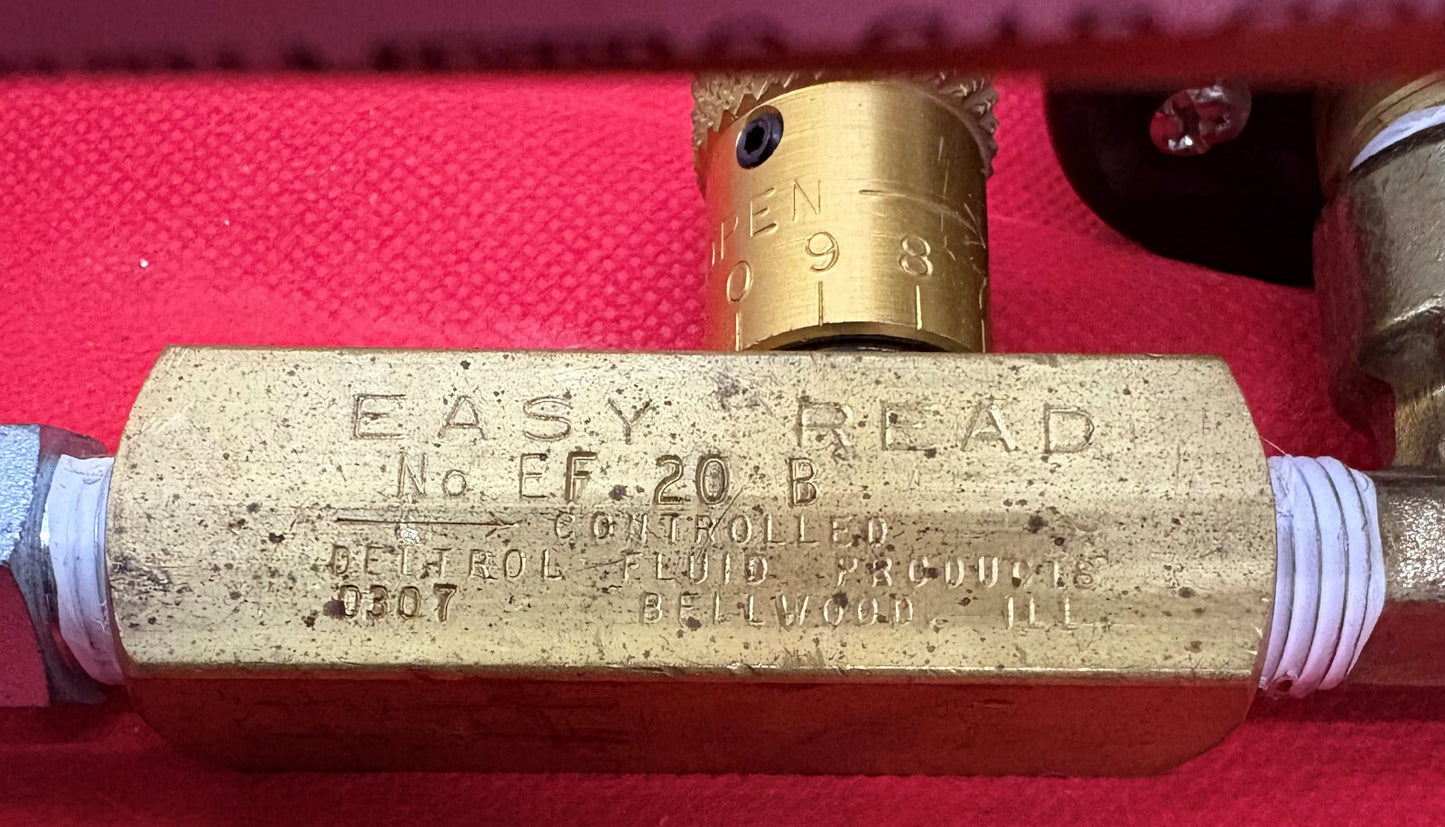 OPEN
0 9 8
EASY READ
No EF 20 B
→ CONTROLLED
DELTROL FLUID PRODUCTS
0307 BELLWOOD, ILL.